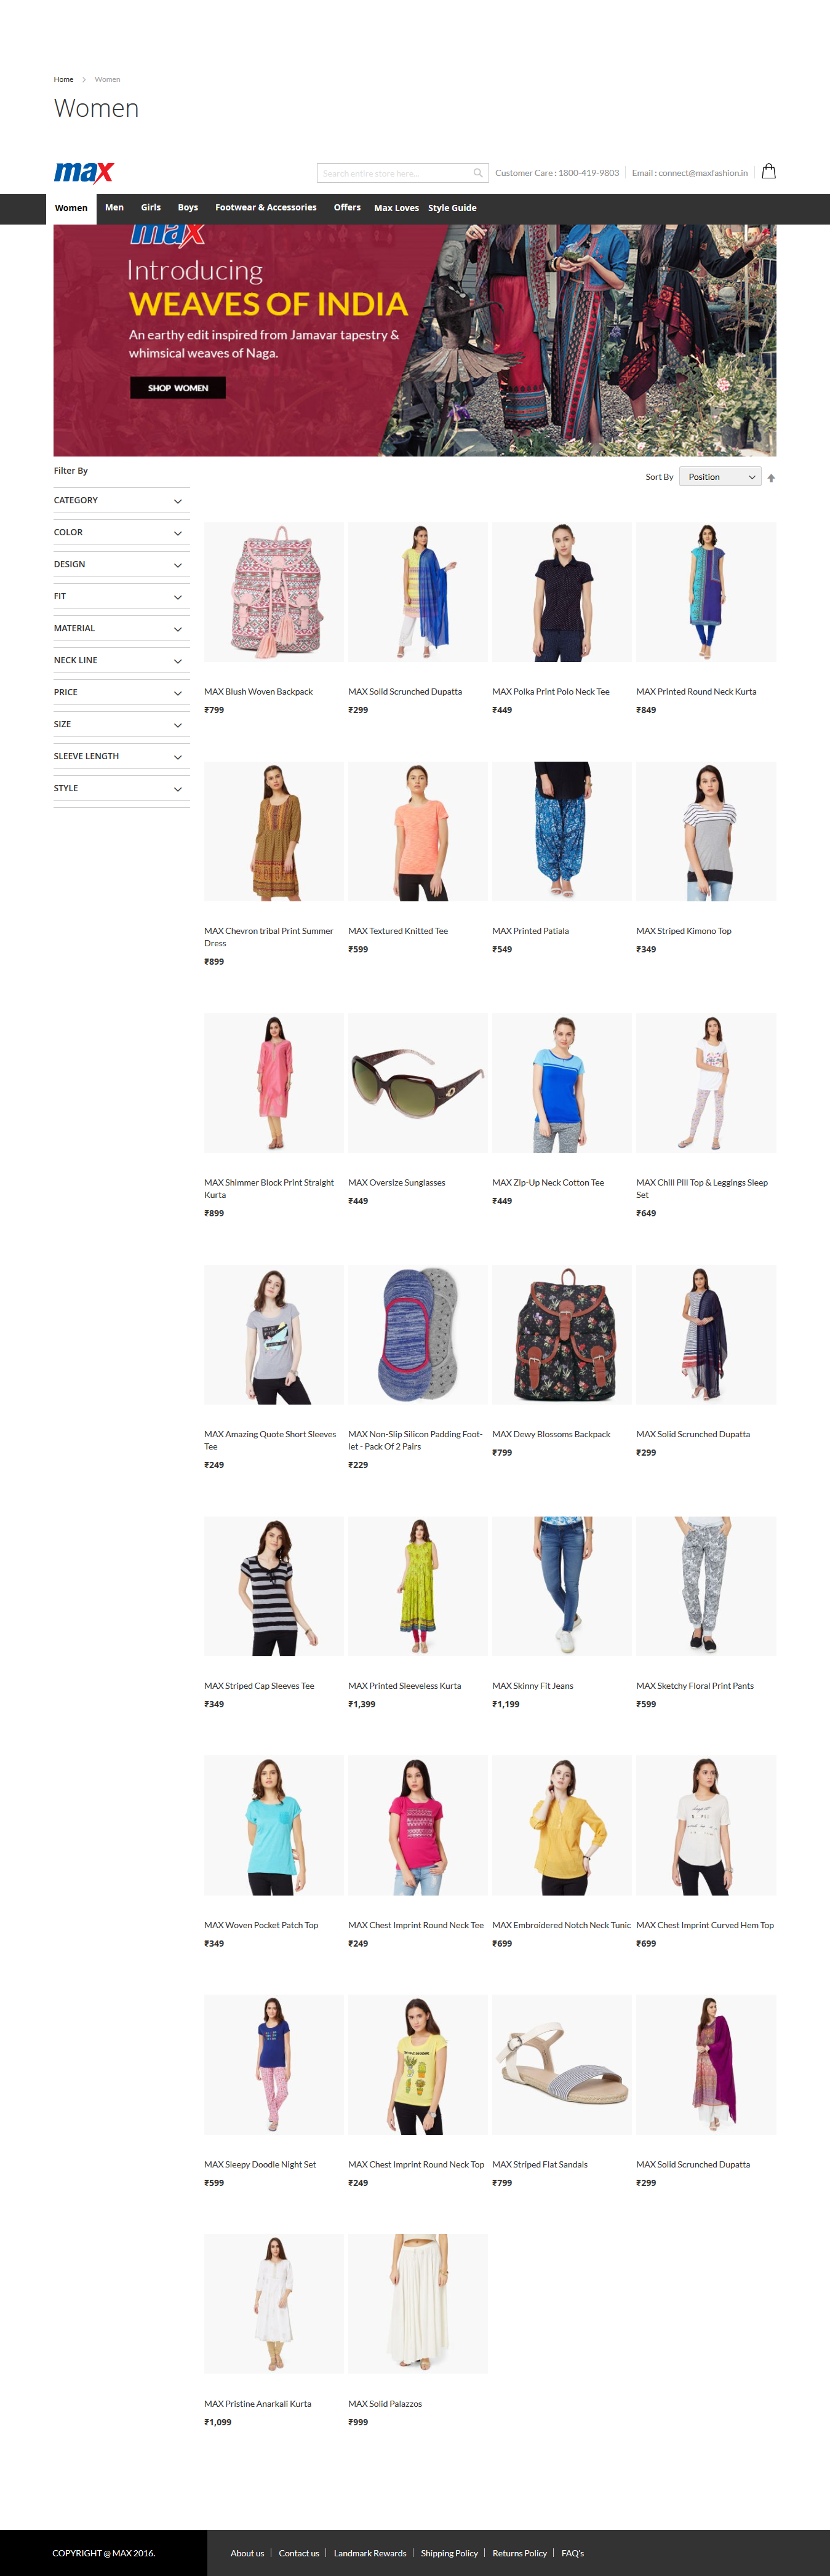 Home > Women
Women
max
Search entire store here...
Customer Care : 1800-419-9803
Email : connect@maxfashion.in
Women Men Girls Boys Footwear & Accessories Offers Max Loves Style Guide
max
Introducing
WEAVES OF INDIA
An earthy edit inspired from Jamavar tapestry &
whimsical weaves of Naga.
SHOP WOMEN
Filter By
CATEGORY
COLOR
DESIGN
FIT
MATERIAL
NECK LINE
PRICE
SIZE
SLEEVE LENGTH
STYLE
Sort By Position
MAX Blush Woven Backpack
₹799
MAX Solid Scrunched Dupatta
₹299
MAX Polka Print Polo Neck Tee
₹449
MAX Printed Round Neck Kurta
₹849
MAX Chevron tribal Print Summer
Dress
₹899
MAX Textured Knitted Tee
₹599
MAX Printed Patiala
₹549
MAX Striped Kimono Top
₹349
MAX Shimmer Block Print Straight
Kurta
₹899
MAX Oversize Sunglasses
₹449
MAX Zip-Up Neck Cotton Tee
₹449
MAX Chill Pill Top & Leggings Sleep
Set
₹649
MAX Amazing Quote Short Sleeves
Tee
₹249
MAX Non-Slip Silicon Padding Foot-
let - Pack Of 2 Pairs
₹229
MAX Dewy Blossoms Backpack
₹799
MAX Solid Scrunched Dupatta
₹299
MAX Striped Cap Sleeves Tee
₹349
MAX Printed Sleeveless Kurta
₹1,399
MAX Skinny Fit Jeans
₹1,199
MAX Sketchy Floral Print Pants
₹599
MAX Woven Pocket Patch Top
₹349
MAX Chest Imprint Round Neck Tee
₹249
MAX Embroidered Notch Neck Tunic
₹699
MAX Chest Imprint Curved Hem Top
₹699
MAX Sleepy Doodle Night Set
₹599
MAX Chest Imprint Round Neck Top
₹249
MAX Striped Flat Sandals
₹799
MAX Solid Scrunched Dupatta
₹299
MAX Pristine Anarkali Kurta
₹1,099
MAX Solid Palazzos
₹999
COPYRIGHT @ MAX 2016.
About us | Contact us | Landmark Rewards | Shipping Policy | Returns Policy | FAQ's